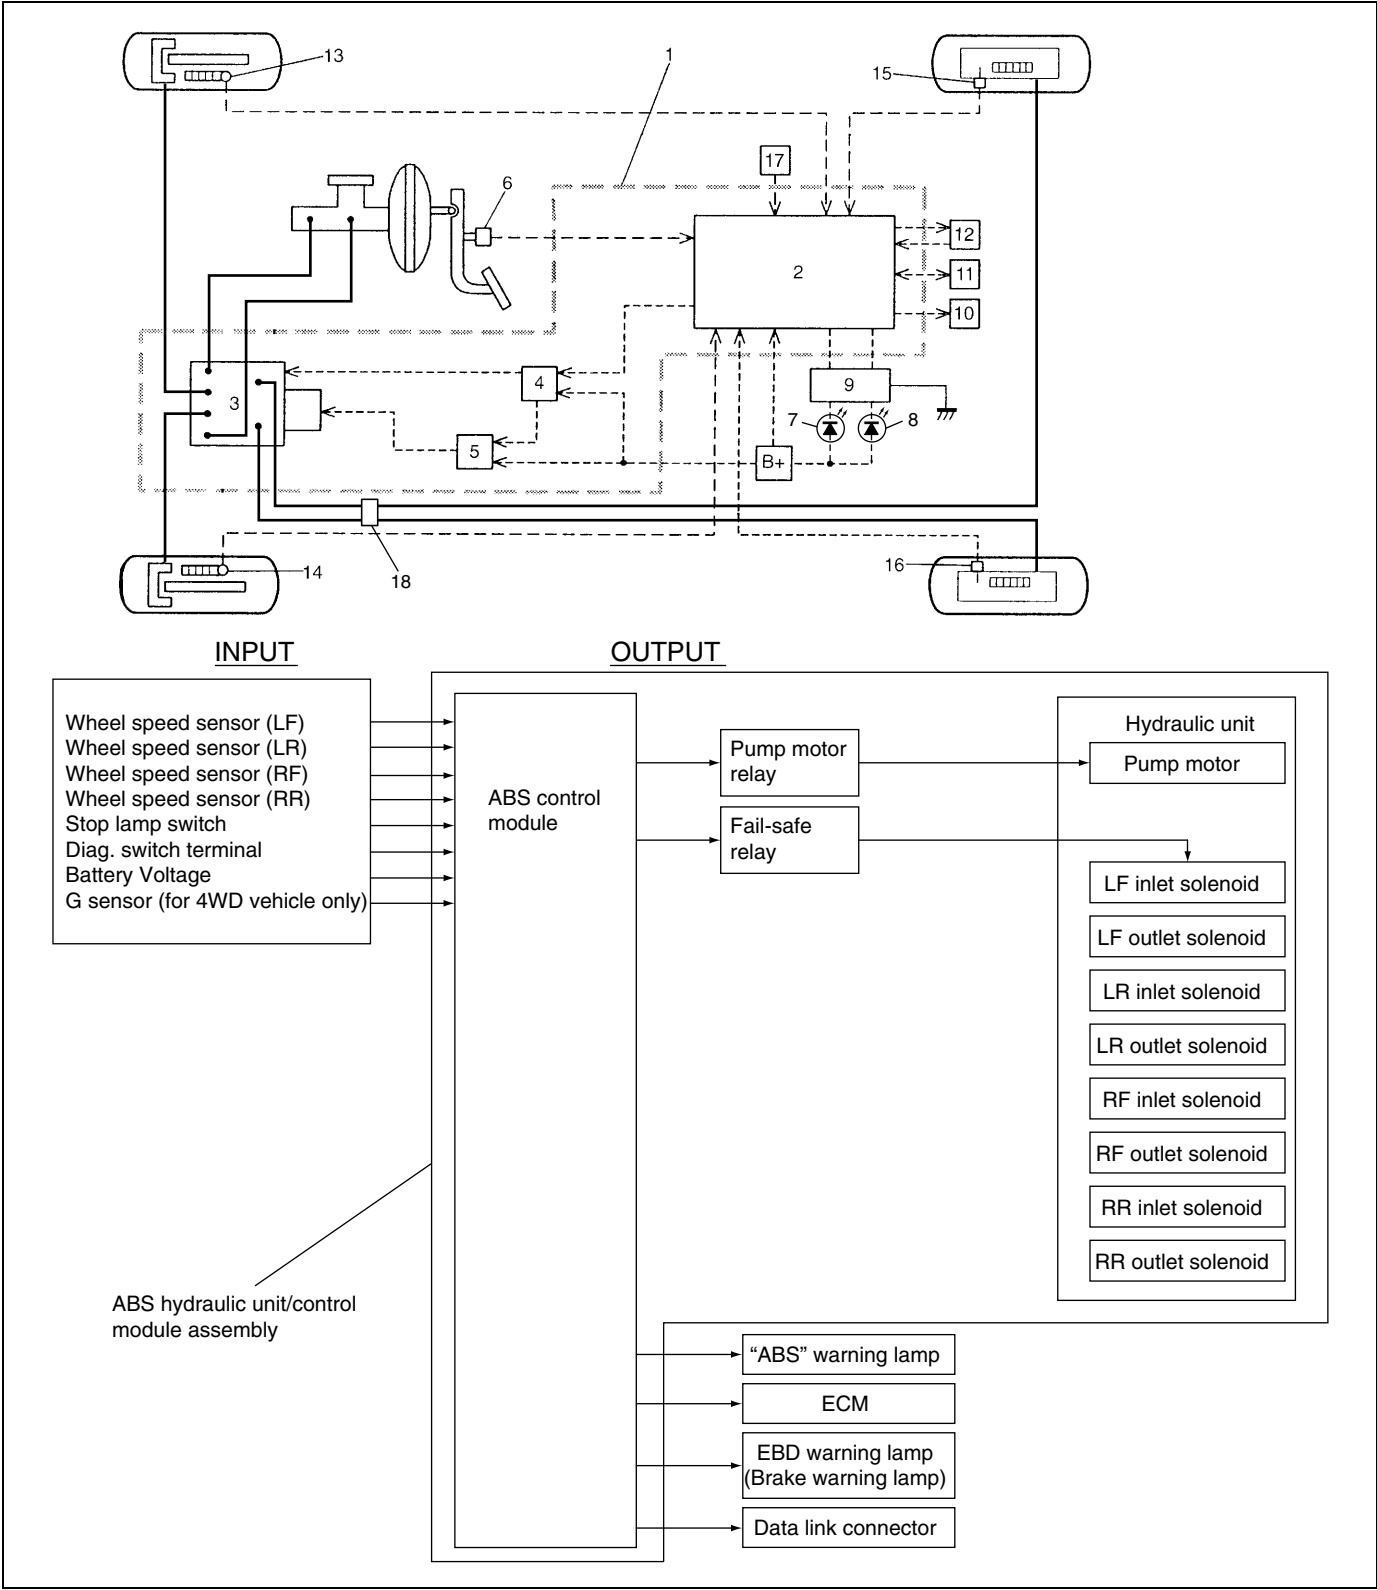 13
1
15
17
6
12
2
11
10
4
9
3
7
8
5
B+
16
14
18
INPUT
OUTPUT
Wheel speed sensor (LF)
Wheel speed sensor (LR)
Wheel speed sensor (RF)
Wheel speed sensor (RR)
Stop lamp switch
Diag. switch terminal
Battery Voltage
G sensor (for 4WD vehicle only)
ABS control
module
Pump motor
relay
Fail-safe
relay
Hydraulic unit
Pump motor
LF inlet solenoid
LF outlet solenoid
LR inlet solenoid
LR outlet solenoid
RF inlet solenoid
RF outlet solenoid
RR inlet solenoid
RR outlet solenoid
ABS hydraulic unit/control
module assembly
“ABS” warning lamp
ECM
EBD warning lamp
(Brake warning lamp)
Data link connector